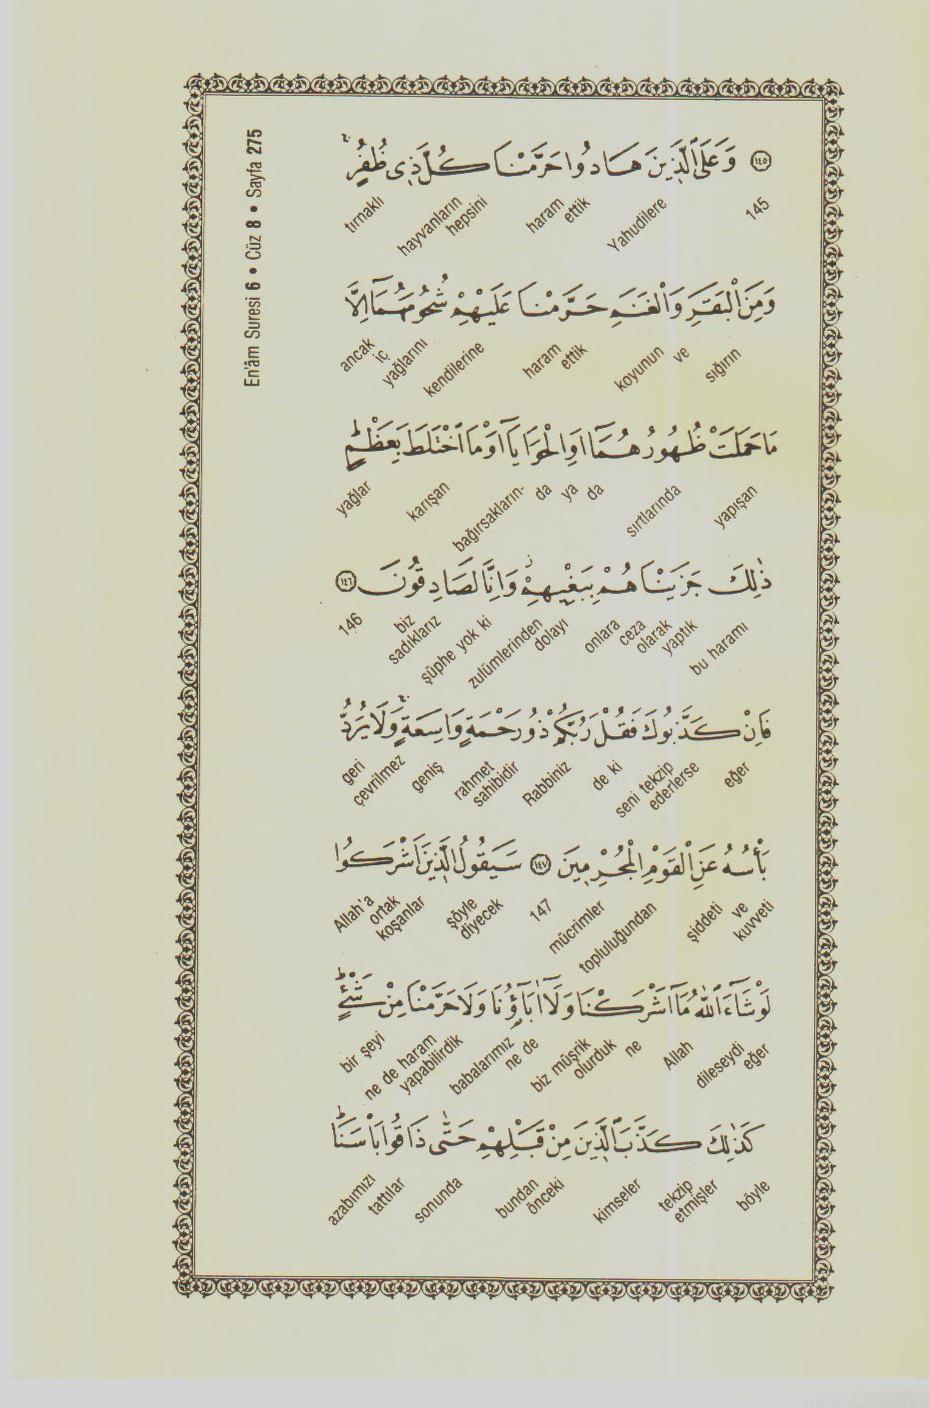 En'âm Suresi 6 • Cüz 8 • Sayfa 275
﴿١٤٥﴾ وَعَلَى الَّذِينَ هَادُوا حَرَّمْنَا كُلَّ ذِى ظُفُرٍۚ
145 Yahudilere haram ettik hayvanların hepsini tırnaklı
وَمِنَ الْبَقَرِ وَالْغَنَمِ حَرَّمْنَا عَلَيْهِمْ شُحُومَهُمَآ اِلَّا
sığırın ve koyunun haram ettik kendilerine iç yağlarını ancak
مَا حَمَلَتْ ظُهُورُهُمَآ اَوِ الْحَوَايَآ اَوْ مَا اخْتَلَطَ بِعَظْمٍۜ
yapışan sırtlarında da ya da bağırsakların- karışan yağlar
ذٰلِكَ جَزَيْنَاهُمْ بِبَغْيِهِمْۘ وَاِنَّا لَصَادِقُونَ ﴿١٤٦﴾
bu haramı ceza olarak yaptık onlara zulümlerinden dolayı şüphe yok ki biz sadıklarız 146
فَاِنْ كَذَّبُوكَ فَقُلْ رَبُّكُمْ ذُو رَحْمَةٍ وَاسِعَةٍۚ وَلَا يُرَدُّ
eğer seni tekzip ederlerse de ki Rabbiniz rahmet sahibidir geniş geri çevrilmez
بَأْسُهُ عَنِ الْقَوْمِ الْمُجْرِمِينَ ﴿١٤٧﴾ سَيَقُولُ الَّذِينَ اَشْرَكُوا
ve kuvveti şiddeti topluluğundan mücrimler 147 şöyle diyecek Allah'a ortak koşanlar
لَوْ شَآءَ اللّٰهُ مَآ اَشْرَكْنَا وَلَآ اٰبَآؤُنَا وَلَا حَرَّمْنَا مِنْ شَىْءٍۜ
eğer dileseydi Allah ne biz müşrik olurduk ne de babalarımız ne de haram yapabilirdik bir şeyi
كَذٰلِكَ كَذَّبَ الَّذِينَ مِنْ قَبْلِهِمْ حَتّٰى ذَاقُوا بَاْسَنَاۜ
böyle tekzip etmişler kimseler bundan önceki sonunda tattılar azabımızı